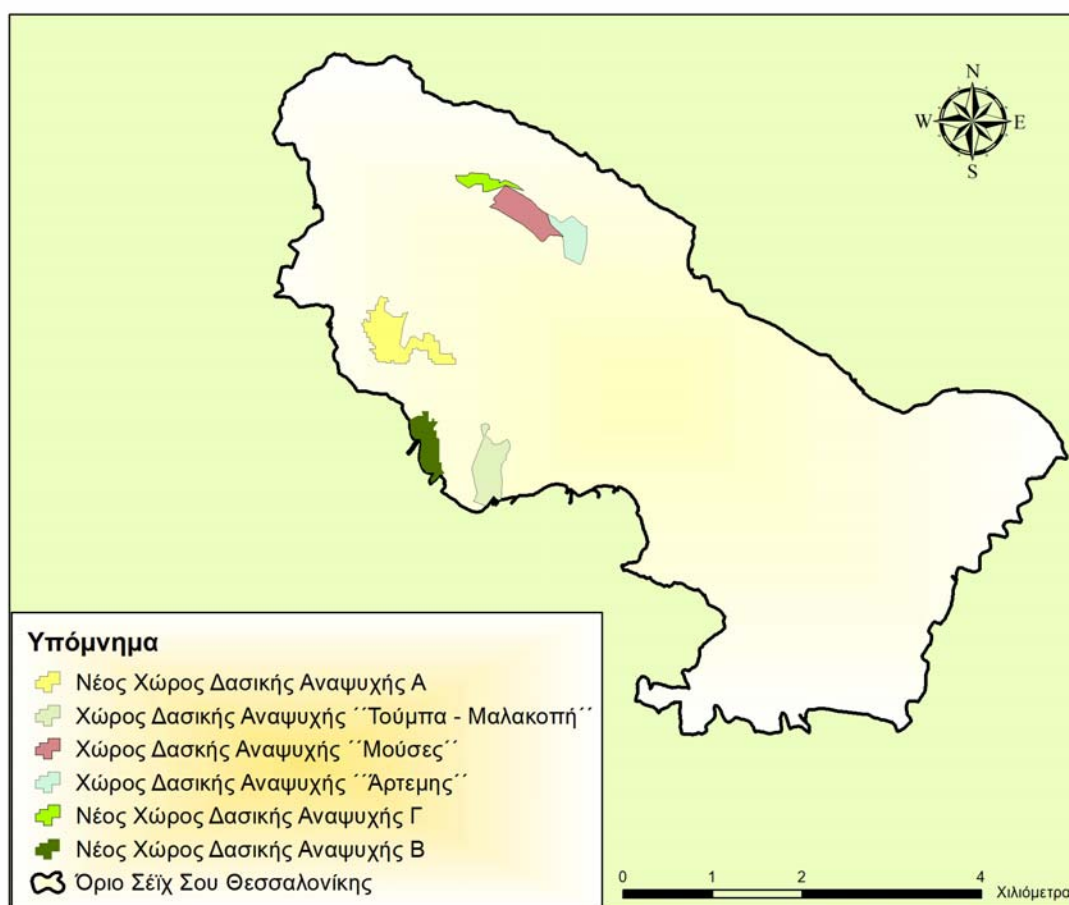 N
W E
S
Υπόμνημα
Νέος Χώρος Δασικής Αναψυχής Α
Χώρος Δασικής Αναψυχής ´´Τούμπα - Μαλακοπή´´
Χώρος Δασκής Αναψυχής ´´Μούσες´´
Χώρος Δασικής Αναψυχής ´´Άρτεμης´´
Νέος Χώρος Δασικής Αναψυχής Γ
Νέος Χώρος Δασικής Αναψυχής Β
Όριο Σέϊχ Σου Θεσσαλονίκης
0 1 2 4
Χιλιόμετρα